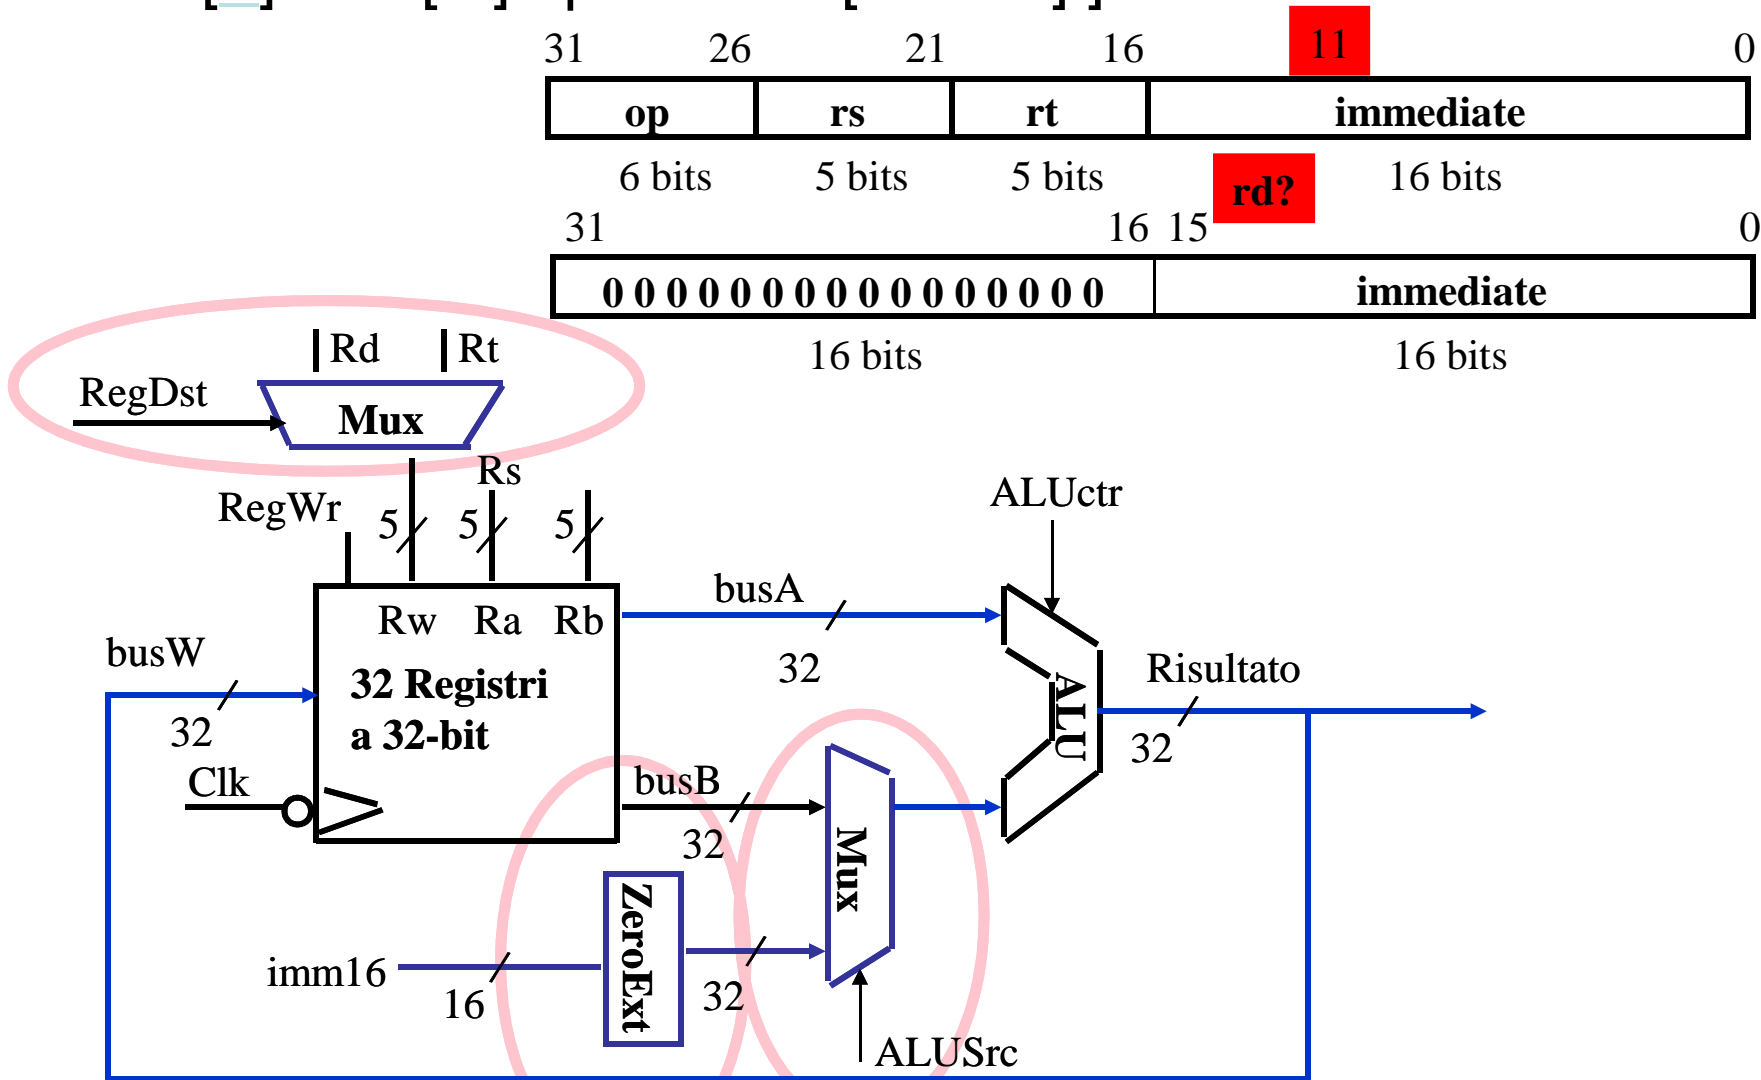 [ ] [ ] [ ] ]
31 26 21 16 11 0
op rs rt immediate
6 bits 5 bits 5 bits rd? 16 bits
31 16 15 0
0 0 0 0 0 0 0 0 0 0 0 0 0 0 0 0 immediate
16 bits 16 bits
Rd Rt
RegDst
Mux
Rs
RegWr 5 5 5
ALUctr
busA
Rw Ra Rb
busW
32 Registri
a 32-bit
32
32
Risultato
ALU
32
Clk
busB
32
Mux
ZeroExt
imm16
16
32
ALUSrc